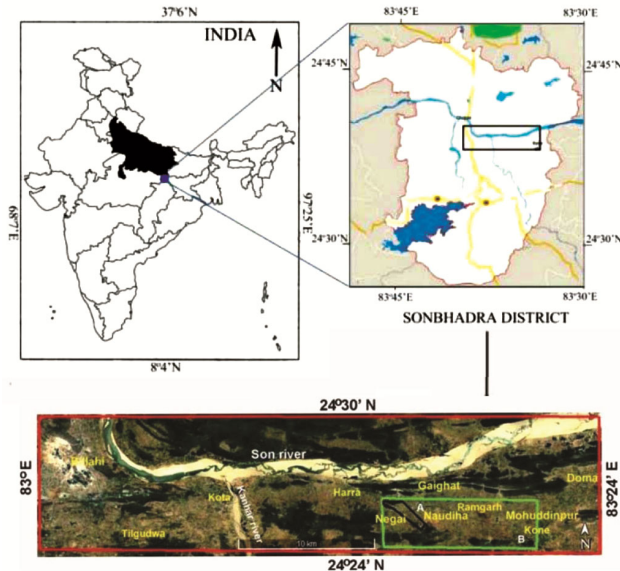 37°6´N
INDIA
N
68°7´E
97°25´E
8°4´N
83°45´E
83°30´E
24°45´N
24°45´N
24°30´N
24°30´N
83°45´E
83°30´E
SONBHADRA DISTRICT
24°30´ N
83°E
83°24´ E
Son river
Doma
Gaighat
Kota
Kanhar river
Harra
A
Ramgarh
Negai
Naudiha
Mohuddinpur
Kone
Tilgudwa
10 km
B
N
24°24´ N